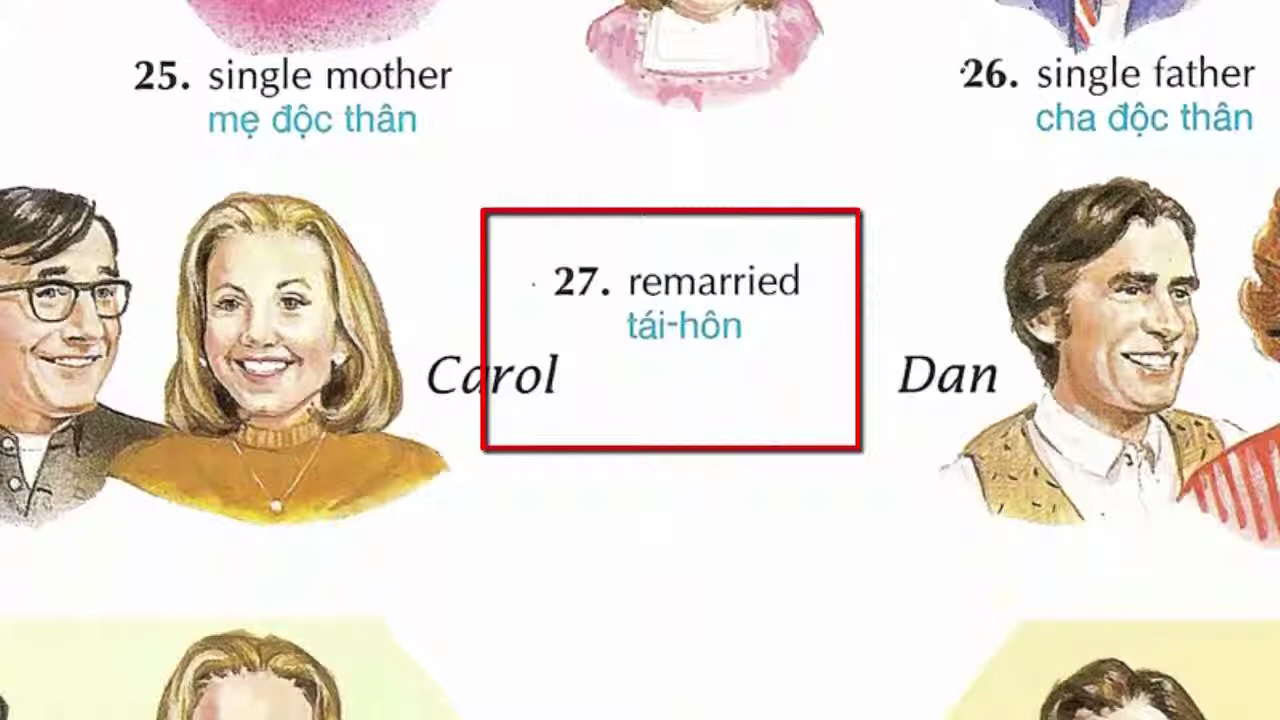 25. single mother
mẹ độc thân
26. single father
cha độc thân
27. remarried
tái-hôn
Carol
Dan